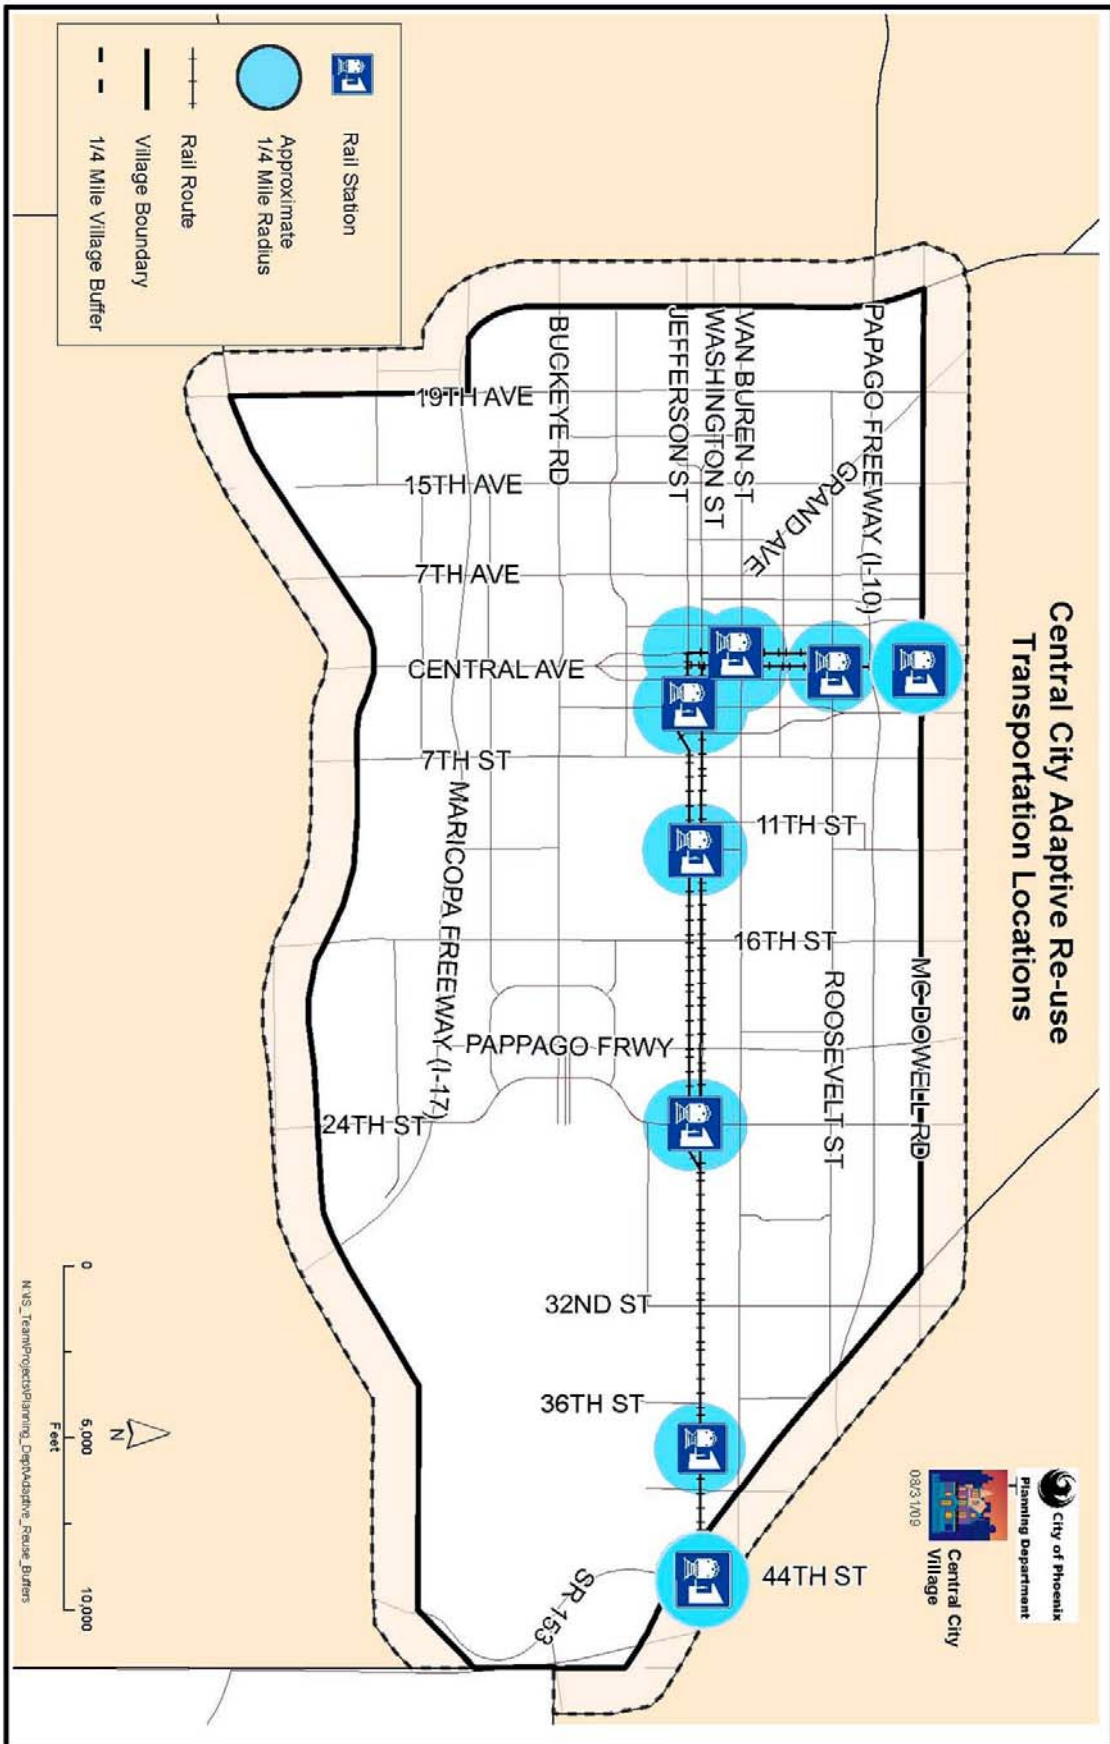 Central City Adaptive Re-use
Transportation Locations
City of Phoenix
Planning Department
Central City
Village
08/31/09
MC DOWELL RD
PAPAGO FREEWAY (I-10)
ROOSEVELT ST
GRAND AVE
VAN BUREN ST
WASHINGTON ST
JEFFERSON ST
BUCKEYE RD
MARICOPA FREEWAY (I-17)
19TH AVE
15TH AVE
7TH AVE
CENTRAL AVE
7TH ST
11TH ST
16TH ST
PAPPAGO FRWY
24TH ST
32ND ST
36TH ST
44TH ST
SR 153
Rail Station
Approximate
1/4 Mile Radius
Rail Route
Village Boundary
1/4 Mile Village Buffer
N
0
5,000
10,000
Feet
N:\IS_Team\Projects\Planning_Dept\Adaptive_Reuse_Buffers